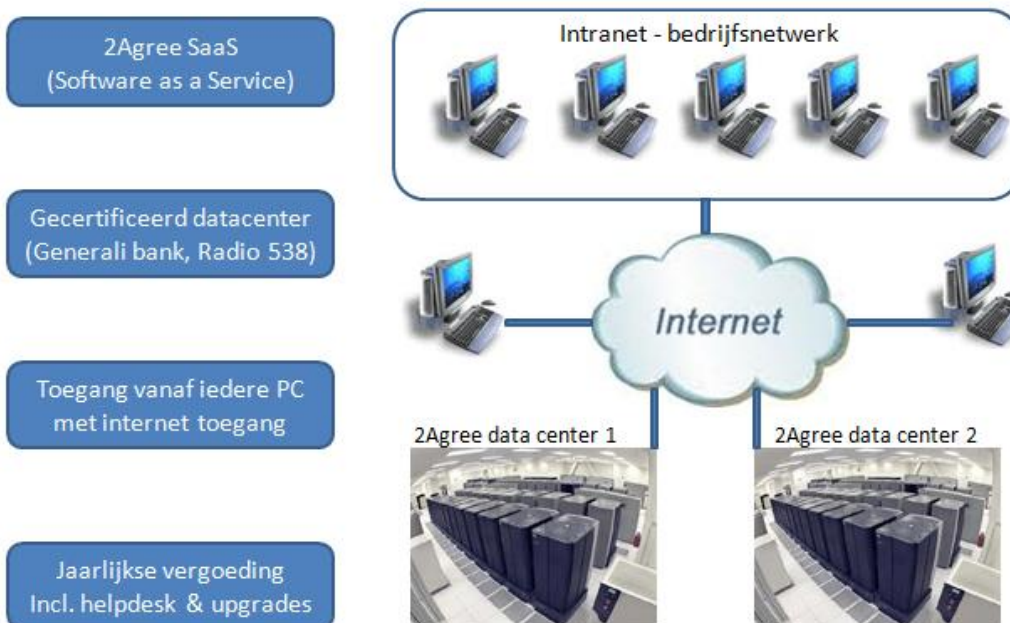 2Agree SaaS
(Software as a Service)
Gecertificeerd datacenter
(Generali bank, Radio 538)
Toegang vanaf iedere PC
met internet toegang
Jaarlijkse vergoeding
Incl. helpdesk & upgrades
Intranet - bedrijfsnetwerk
Internet
2Agree data center 1
2Agree data center 2